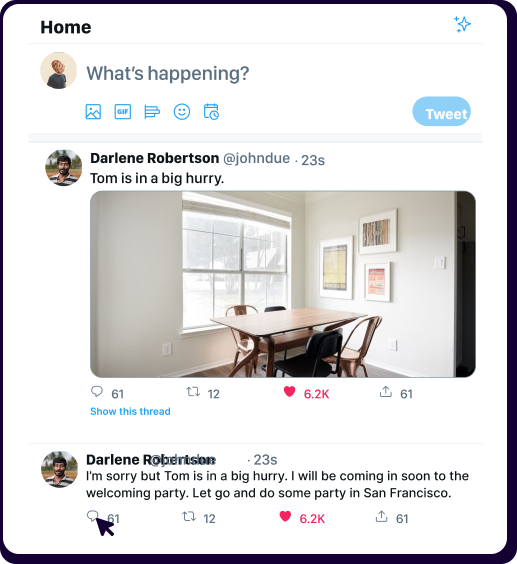 Home
What's happening?
GIF
Tweet
Darlene Robertson @johndue · 23s
Tom is in a big hurry.
61 12 6.2K 61
Show this thread
Darlene Robertson @johndue · 23s
I'm sorry but Tom is in a big hurry. I will be coming in soon to the
welcoming party. Let go and do some party in San Francisco.
61 12 6.2K 61